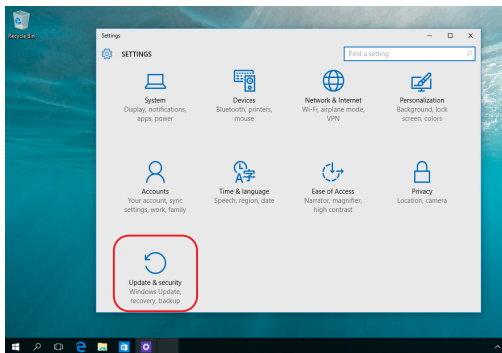 Recycle Bin
Settings
SETTINGS
Find a setting
System
Display, notifications,
apps, power
Devices
Bluetooth, printers,
mouse
Network & Internet
Wi-Fi, airplane mode,
VPN
Personalization
Background, lock
screen, colors
Accounts
Your account, sync
settings, work, family
Time & language
Speech, region, date
Ease of Access
Narrator, magnifier,
high contrast
Privacy
Location, camera
Update & security
Windows Update,
recovery, backup